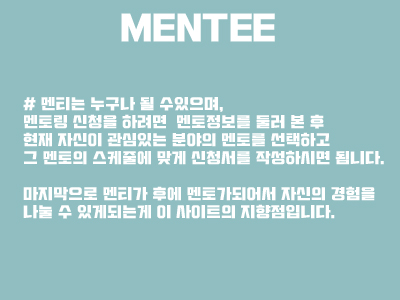 MENTEE
# 멘티는 누구나 될 수있으며,
멘토링 신청을 하려면 멘토정보를 둘러 본 후
현재 자신이 관심있는 분야의 멘토를 선택하고
그 멘토의 스케줄에 맞게 신청서를 작성하시면 됩니다.
마지막으로 멘티가 후에 멘토가되어서 자신의 경험을
나눌 수 있게되는게 이 사이트의 지향점입니다.